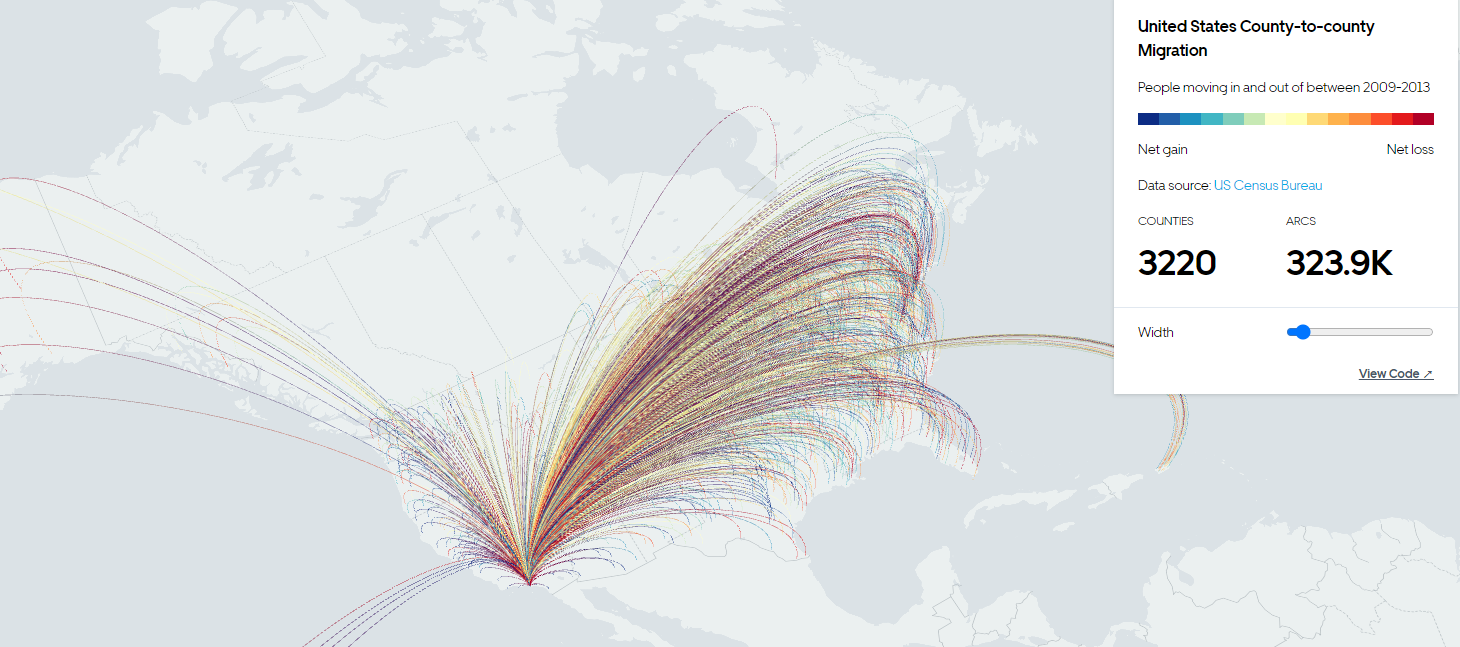 United States County-to-county
Migration
People moving in and out of between 2009-2013
Net gain Net loss
Data source: US Census Bureau
COUNTIES ARCS
3220 323.9K
Width
View Code ↗